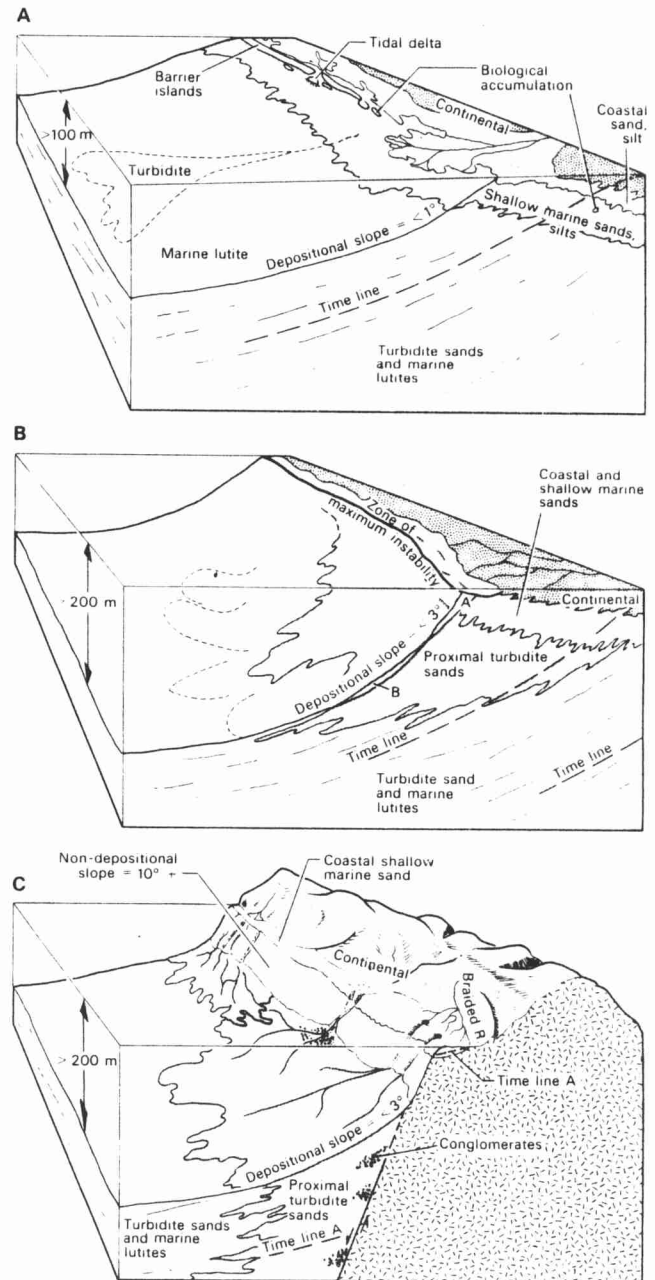 A
Tidal delta
Barrier
islands
Biological
accumulation
Continental
Coastal
sand,
silt
>100 m
Turbidite
Shallow marine sands,
silts
Marine lutite
Depositional slope = <1°
Time line
Turbidite sands
and marine
lutites
B
Coastal and
shallow marine
sands
Zone of
maximum instability
200 m
A
Continental
Depositional slope - < 3°
Proximal turbidite
sands
B
Time line
Time line
Turbidite sand
and marine
lutites
Non-depositional
slope = 10° +
Coastal shallow
marine sand
C
Continental
Braided R
> 200 m
Time line A
Depositional slope = <3°
Conglomerates
Proximal
turbidite
sands
Turbidite sands
and marine
lutites
Time line A